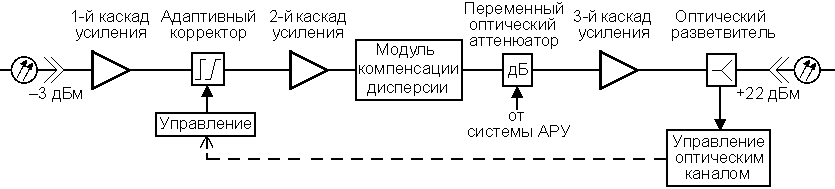 1-й каскад
усиления
Адаптивный
корректор
2-й каскад
усиления
Переменный
оптический
аттенюатор
3-й каскад
усиления
Оптический
разветвитель
Модуль
компенсации
дисперсии
дБ
–3 дБм
+22 дБм
Управление
от
системы АРУ
Управление
оптическим
каналом